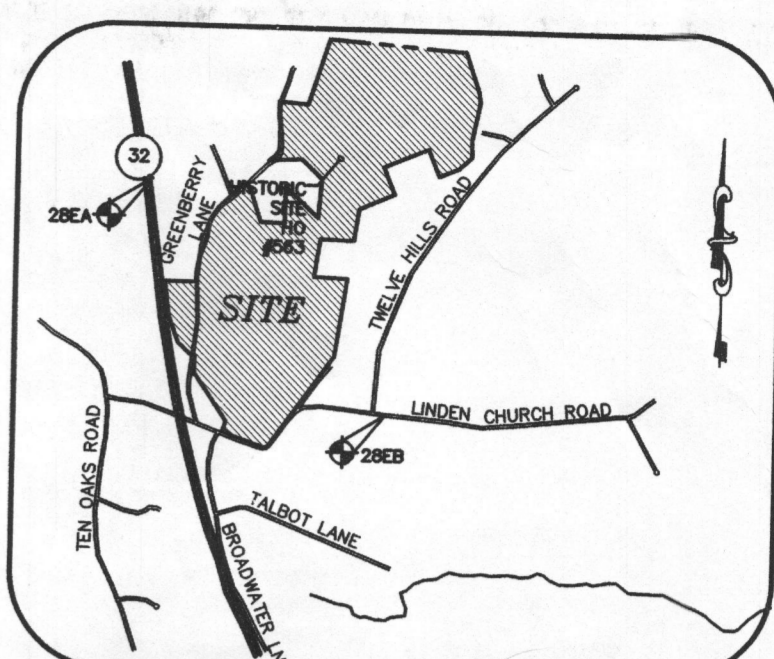 32
28EA
GREENBERRY
LANE
HISTORIC
SITE
HO
#563
SITE
TWELVE HILLS ROAD
LINDEN CHURCH ROAD
28EB
TEN OAKS ROAD
TALBOT LANE
BROADWATER LN